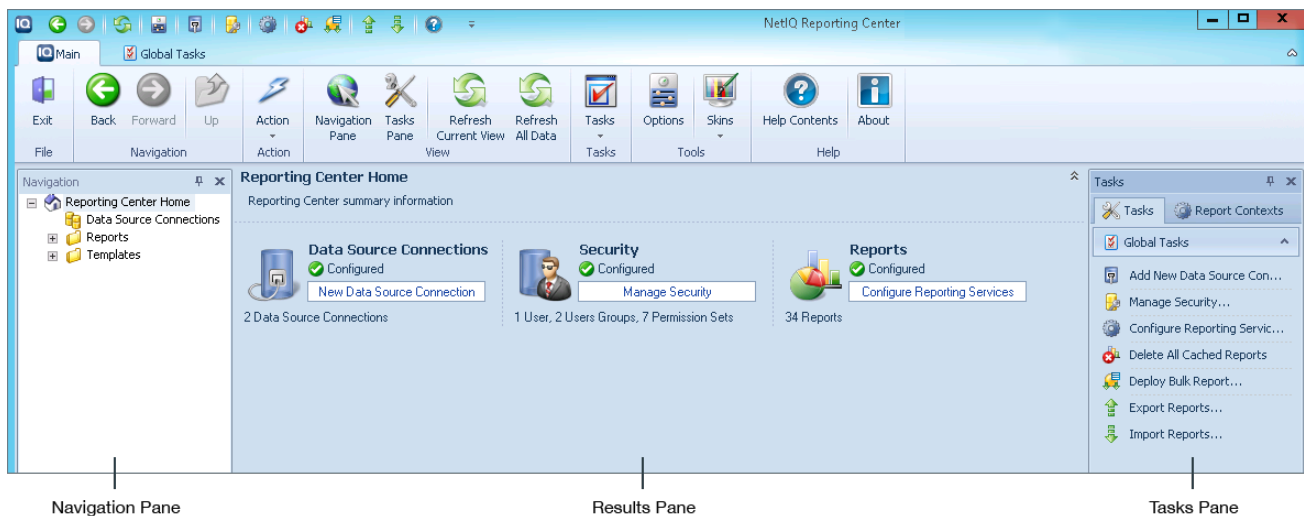 NetIQ Reporting Center
IQ Main
Global Tasks
Exit
Back
Forward
Up
Action
Navigation Pane
Tasks Pane
Refresh Current View
Refresh All Data
Tasks
Options
Skins
Help Contents
About
File
Navigation
Action
View
Tasks
Tools
Help
Navigation
Reporting Center Home
Data Source Connections
Reports
Templates
Reporting Center Home
Reporting Center summary information
Data Source Connections
Configured
New Data Source Connection
2 Data Source Connections
Security
Configured
Manage Security
1 User, 2 Users Groups, 7 Permission Sets
Reports
Configured
Configure Reporting Services
34 Reports
Tasks
Tasks
Report Contexts
Global Tasks
Add New Data Source Con...
Manage Security...
Configure Reporting Servic...
Delete All Cached Reports
Deploy Bulk Report...
Export Reports...
Import Reports...
Navigation Pane
Results Pane
Tasks Pane